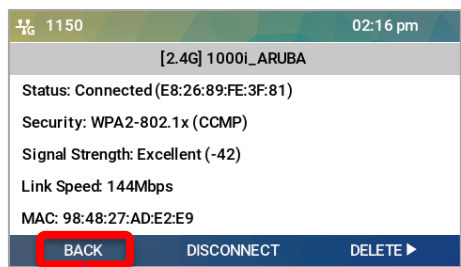 G 1150 02:16 pm
[2.4G] 1000i_ARUBA
Status: Connected (E8:26:89:FE:3F:81)
Security: WPA2-802.1x (CCMP)
Signal Strength: Excellent (-42)
Link Speed: 144Mbps
MAC: 98:48:27:AD:E2:E9
BACK DISCONNECT DELETE ▶